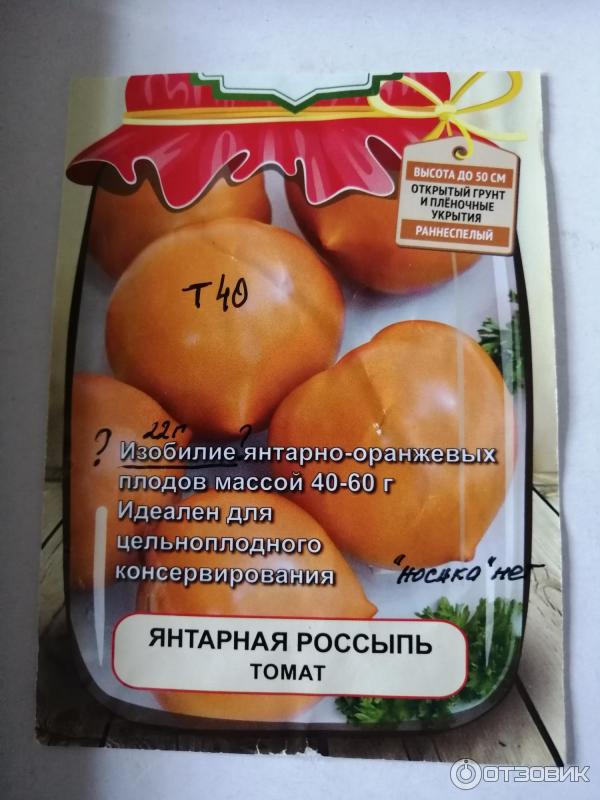 ВЫСОТА ДО 50 СМ
ОТКРЫТЫЙ ГРУНТ
И ПЛЁНОЧНЫЕ
УКРЫТИЯ
РАННЕСПЕЛЫЙ
Т 40
? 22 г ?
Изобилие янтарно-оранжевых
плодов массой 40-60 г
Идеален для
цельноплодного
консервирования
"носика" нет
ЯНТАРНАЯ РОССЫПЬ
ТОМАТ
ОТЗОВИК